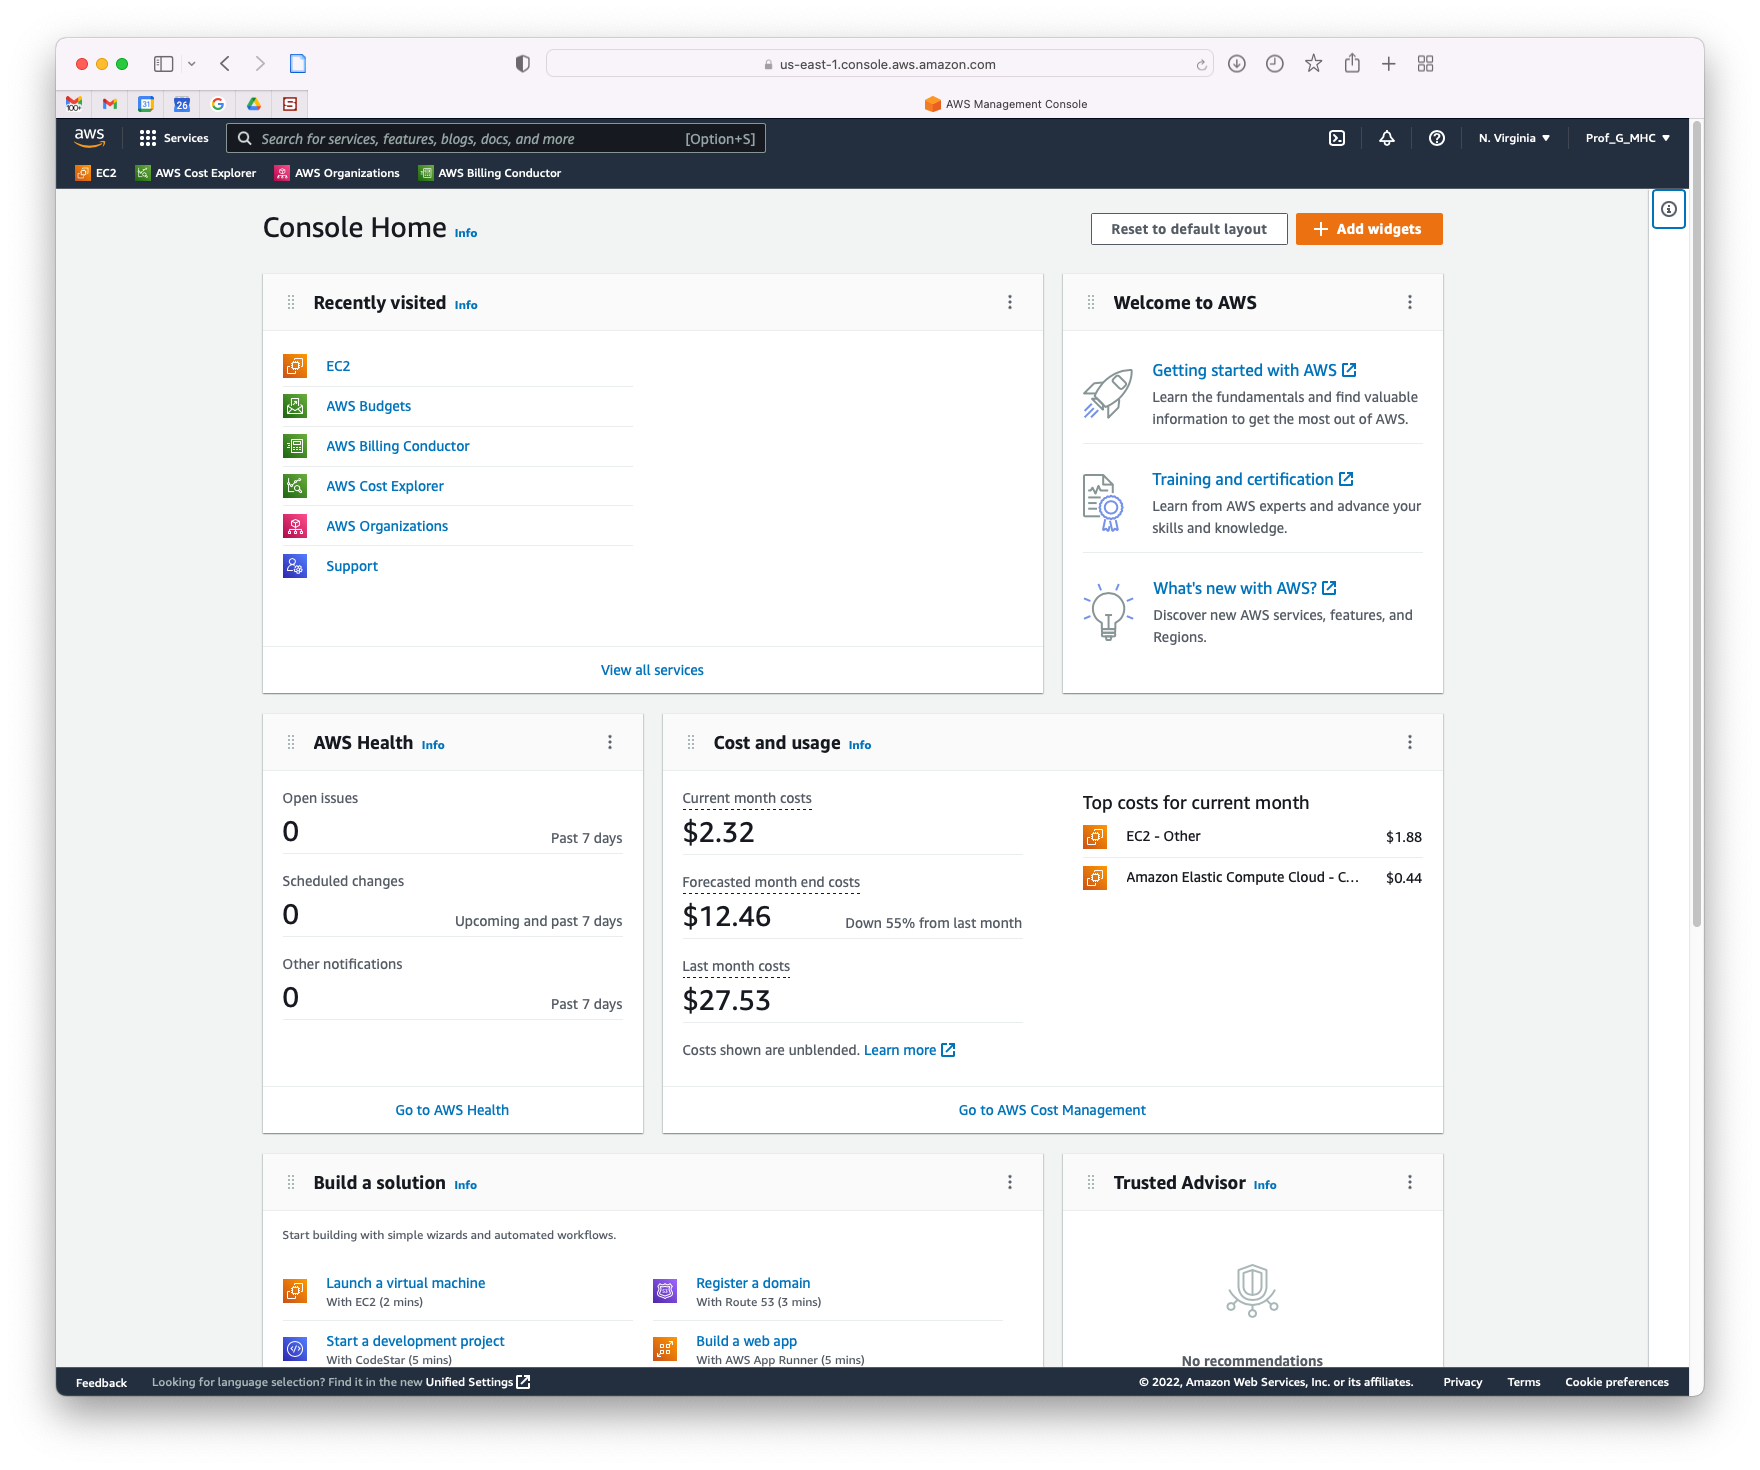 us-east-1.console.aws.amazon.com
100+
31
26
AWS Management Console
aws
Services
Search for services, features, blogs, docs, and more
[Option+S]
N. Virginia
Prof_G_MHC
EC2
AWS Cost Explorer
AWS Organizations
AWS Billing Conductor
Console Home Info
Reset to default layout
Add widgets
Recently visited Info
EC2
AWS Budgets
AWS Billing Conductor
AWS Cost Explorer
AWS Organizations
Support
View all services
Welcome to AWS
Getting started with AWS
Learn the fundamentals and find valuable
information to get the most out of AWS.
Training and certification
Learn from AWS experts and advance your
skills and knowledge.
What's new with AWS?
Discover new AWS services, features, and
Regions.
AWS Health Info
Open issues
0
Past 7 days
Scheduled changes
0
Upcoming and past 7 days
Other notifications
0
Past 7 days
Go to AWS Health
Cost and usage Info
Current month costs
$2.32
Forecasted month end costs
$12.46
Down 55% from last month
Last month costs
$27.53
Costs shown are unblended. Learn more
Top costs for current month
EC2 - Other
$1.88
Amazon Elastic Compute Cloud - C...
$0.44
Go to AWS Cost Management
Build a solution Info
Start building with simple wizards and automated workflows.
Launch a virtual machine
With EC2 (2 mins)
Register a domain
With Route 53 (3 mins)
Start a development project
With CodeStar (5 mins)
Build a web app
With AWS App Runner (5 mins)
Trusted Advisor Info
No recommendations
Feedback
Looking for language selection? Find it in the new Unified Settings
© 2022, Amazon Web Services, Inc. or its affiliates.
Privacy
Terms
Cookie preferences